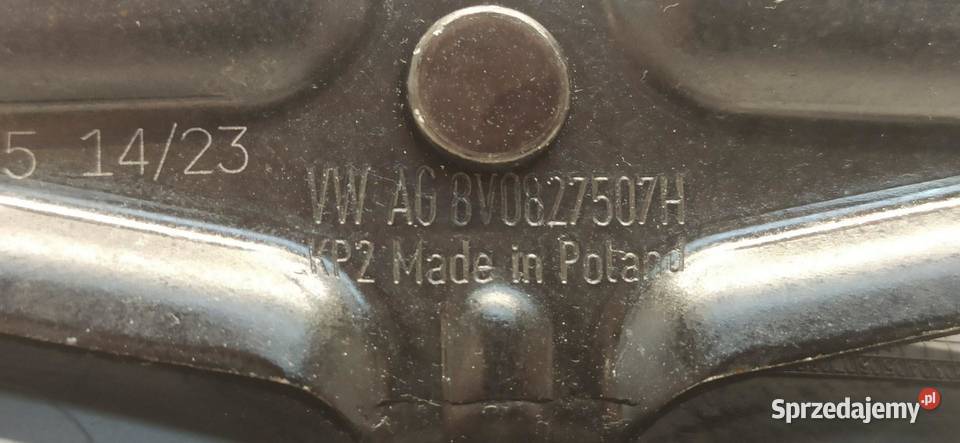 5 14/23
VW AG 8V0827507H
KP2 Made in Poland
Sprzedajemy.pl